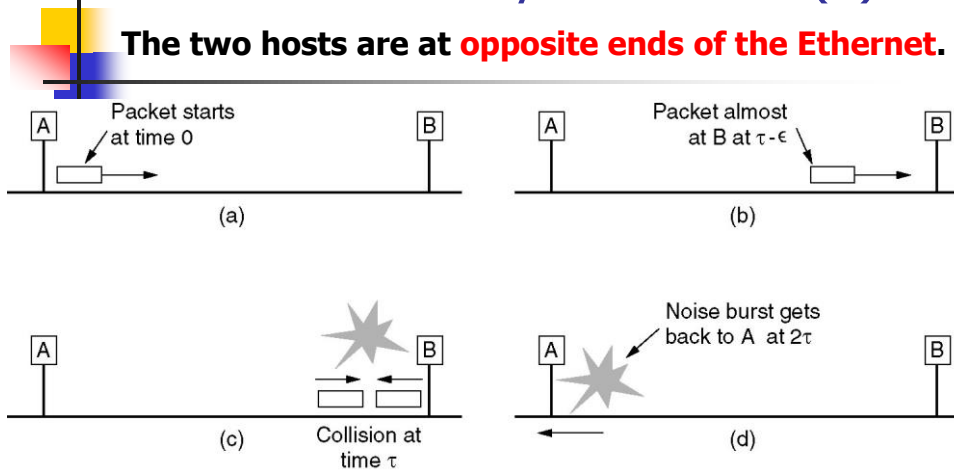 The two hosts are at opposite ends of the Ethernet.
A
Packet starts
at time 0
B
(a)
A
Packet almost
at B at τ-ϵ
B
(b)
A
B
(c)
Collision at
time τ
A
Noise burst gets
back to A at 2τ
B
(d)